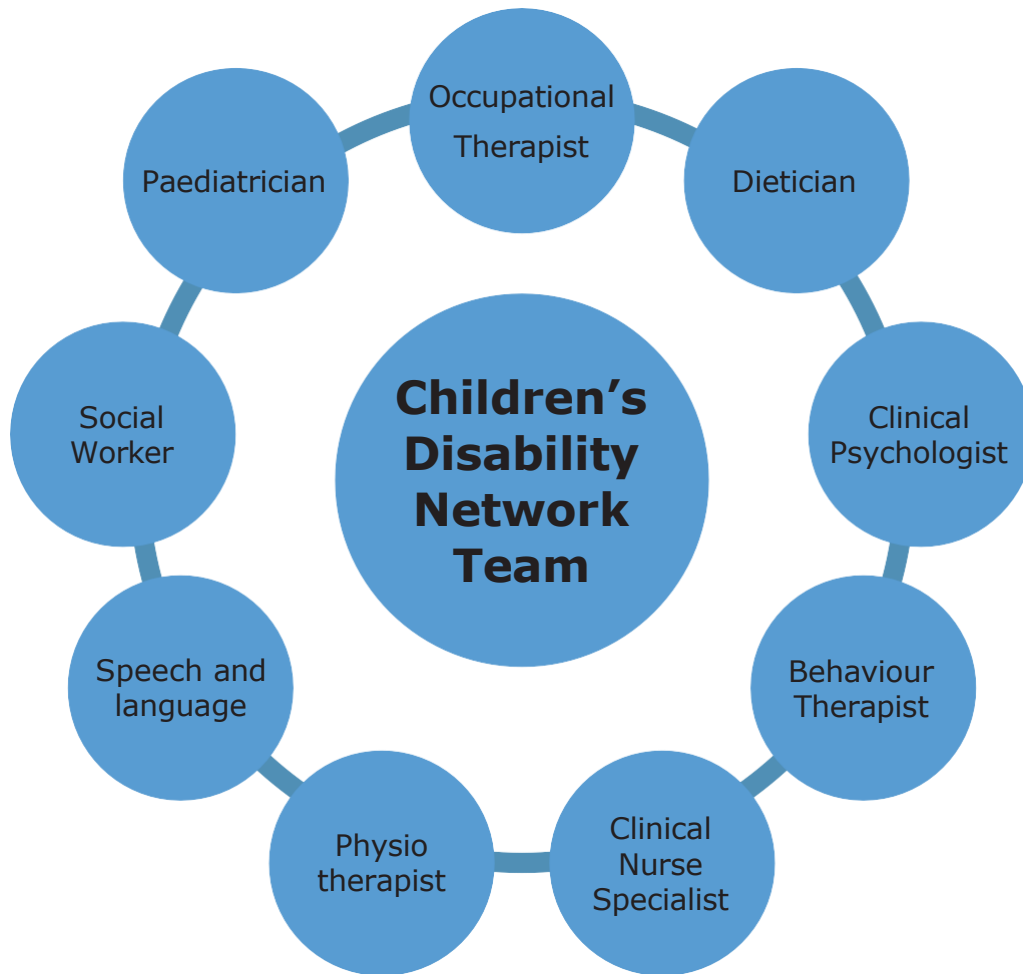 Occupational
Therapist
Dietician
Clinical
Psychologist
Behaviour
Therapist
Clinical
Nurse
Specialist
Physio
therapist
Speech and
language
Social
Worker
Paediatrician
Children’s
Disability
Network
Team